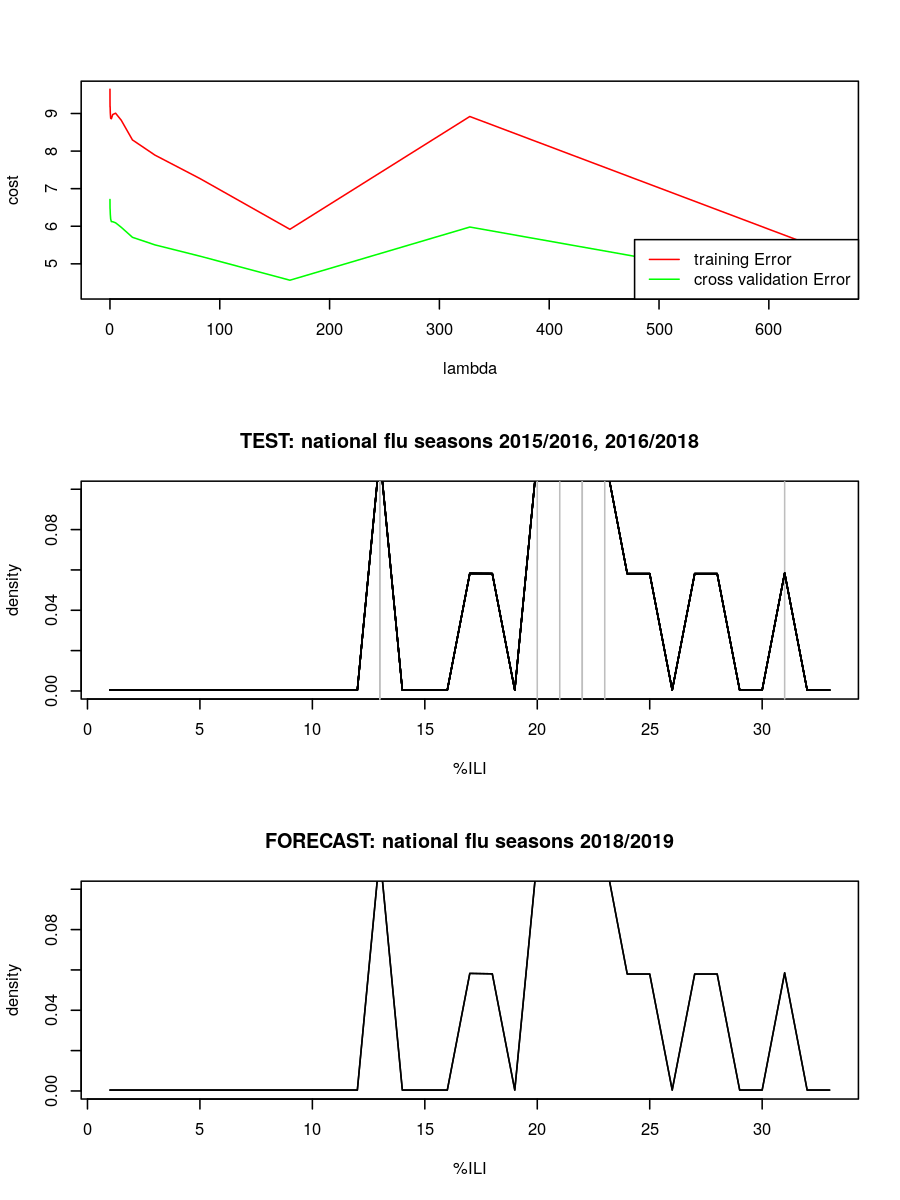 cost
9
8
7
6
5
training Error
cross validation Error
0 100 200 300 400 500 600
lambda
TEST: national flu seasons 2015/2016, 2016/2018
density
0.08
0.04
0.00
0 5 10 15 20 25 30
%ILI
FORECAST: national flu seasons 2018/2019
density
0.08
0.04
0.00
0 5 10 15 20 25 30
%ILI